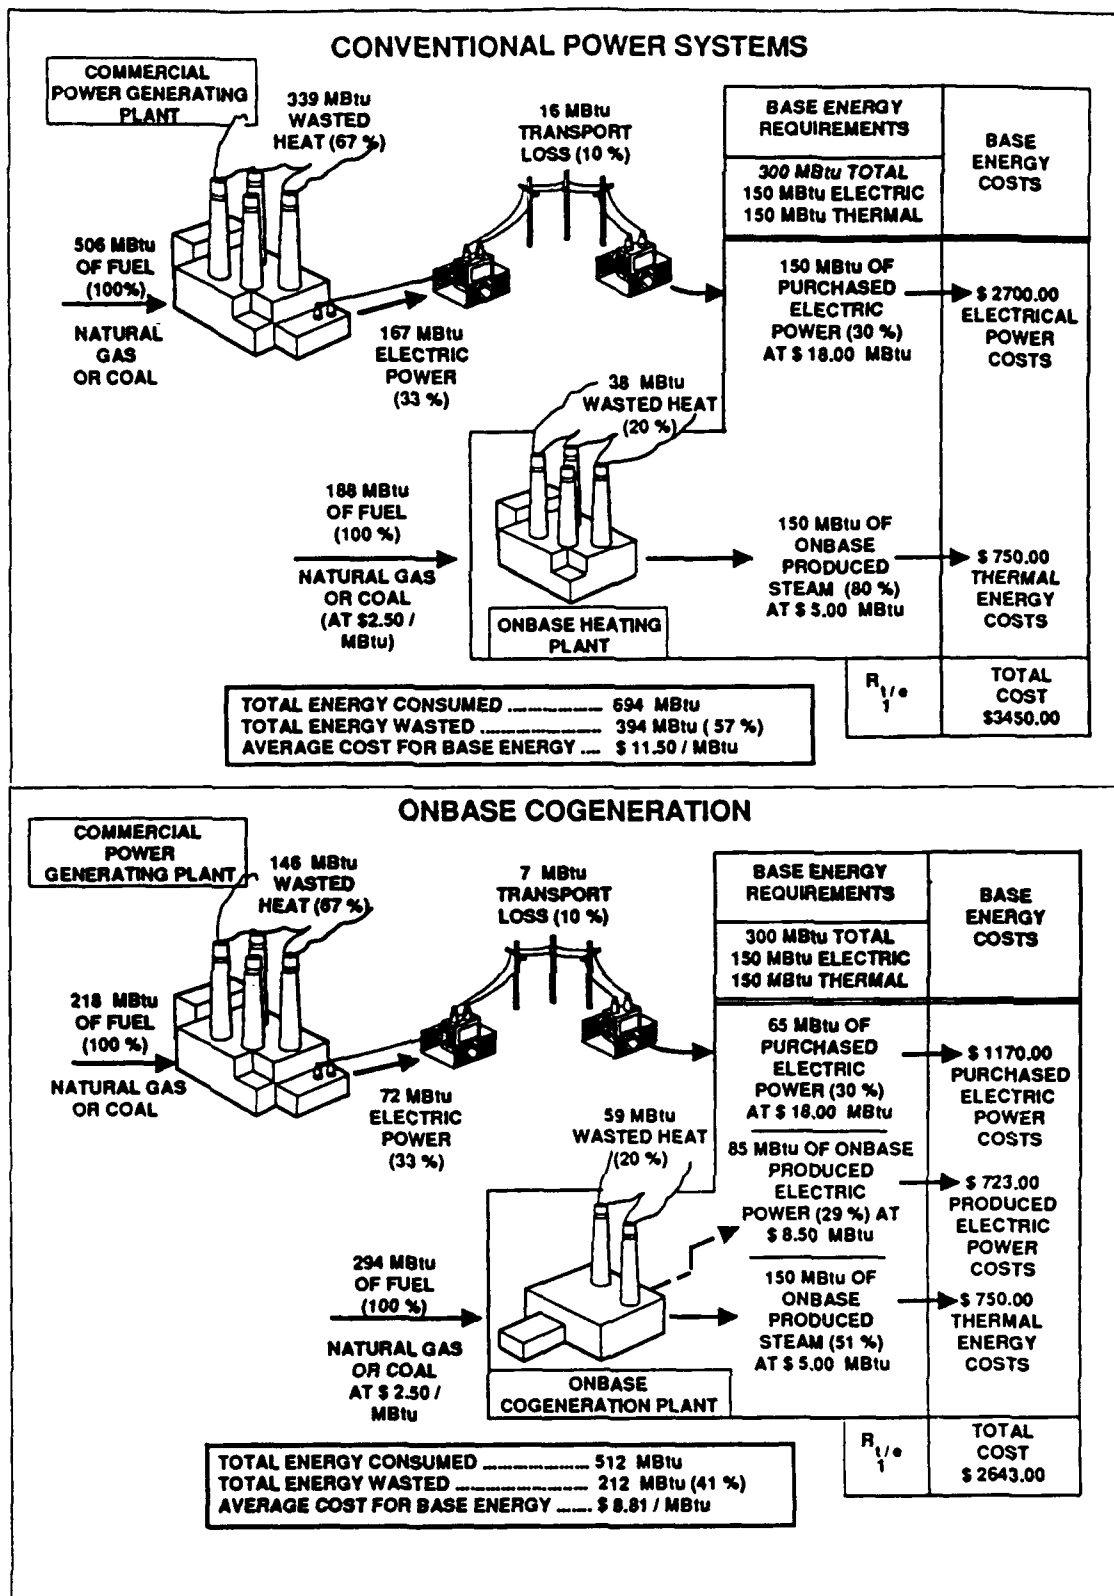 CONVENTIONAL POWER SYSTEMS
COMMERCIAL
POWER GENERATING
PLANT
339 MBtu
WASTED
HEAT (67 %)
16 MBtu
TRANSPORT
LOSS (10 %)
BASE ENERGY
REQUIREMENTS
300 MBtu TOTAL
150 MBtu ELECTRIC
150 MBtu THERMAL
BASE
ENERGY
COSTS
506 MBtu
OF FUEL
(100%)
NATURAL
GAS
OR COAL
167 MBtu
ELECTRIC
POWER
(33 %)
150 MBtu OF
PURCHASED
ELECTRIC
POWER (30 %)
AT $ 18.00 MBtu
$ 2700.00
ELECTRICAL
POWER
COSTS
38 MBtu
WASTED HEAT
(20 %)
188 MBtu
OF FUEL
(100 %)
NATURAL GAS
OR COAL
(AT $2.50 /
MBtu)
ONBASE HEATING
PLANT
150 MBtu OF
ONBASE
PRODUCED
STEAM (80 %)
AT $ 5.00 MBtu
$ 750.00
THERMAL
ENERGY
COSTS
R t/e
1
TOTAL
COST
$3450.00
TOTAL ENERGY CONSUMED .................. 694 MBtu
TOTAL ENERGY WASTED ...................... 394 MBtu ( 57 %)
AVERAGE COST FOR BASE ENERGY .... $ 11.50 / MBtu
ONBASE COGENERATION
COMMERCIAL
POWER
GENERATING PLANT
146 MBtu
WASTED
HEAT (67 %)
7 MBtu
TRANSPORT
LOSS (10 %)
BASE ENERGY
REQUIREMENTS
300 MBtu TOTAL
150 MBtu ELECTRIC
150 MBtu THERMAL
BASE
ENERGY
COSTS
218 MBtu
OF FUEL
(100 %)
NATURAL GAS
OR COAL
72 MBtu
ELECTRIC
POWER
(33 %)
65 MBtu OF
PURCHASED
ELECTRIC
POWER (30 %)
AT $ 18.00 MBtu
$ 1170.00
PURCHASED
ELECTRIC
POWER
COSTS
59 MBtu
WASTED HEAT
(20 %)
85 MBtu OF ONBASE
PRODUCED
ELECTRIC
POWER (29 %) AT
$ 8.50 MBtu
$ 723.00
PRODUCED
ELECTRIC
POWER
COSTS
294 MBtu
OF FUEL
(100 %)
NATURAL GAS
OR COAL
AT $ 2.50 /
MBtu
ONBASE
COGENERATION PLANT
150 MBtu OF
ONBASE
PRODUCED
STEAM (51 %)
AT $ 5.00 MBtu
$ 750.00
THERMAL
ENERGY
COSTS
R t/e
1
TOTAL
COST
$ 2643.00
TOTAL ENERGY CONSUMED .................... 512 MBtu
TOTAL ENERGY WASTED ........................ 212 MBtu (41 %)
AVERAGE COST FOR BASE ENERGY ...... $ 8.81 / MBtu